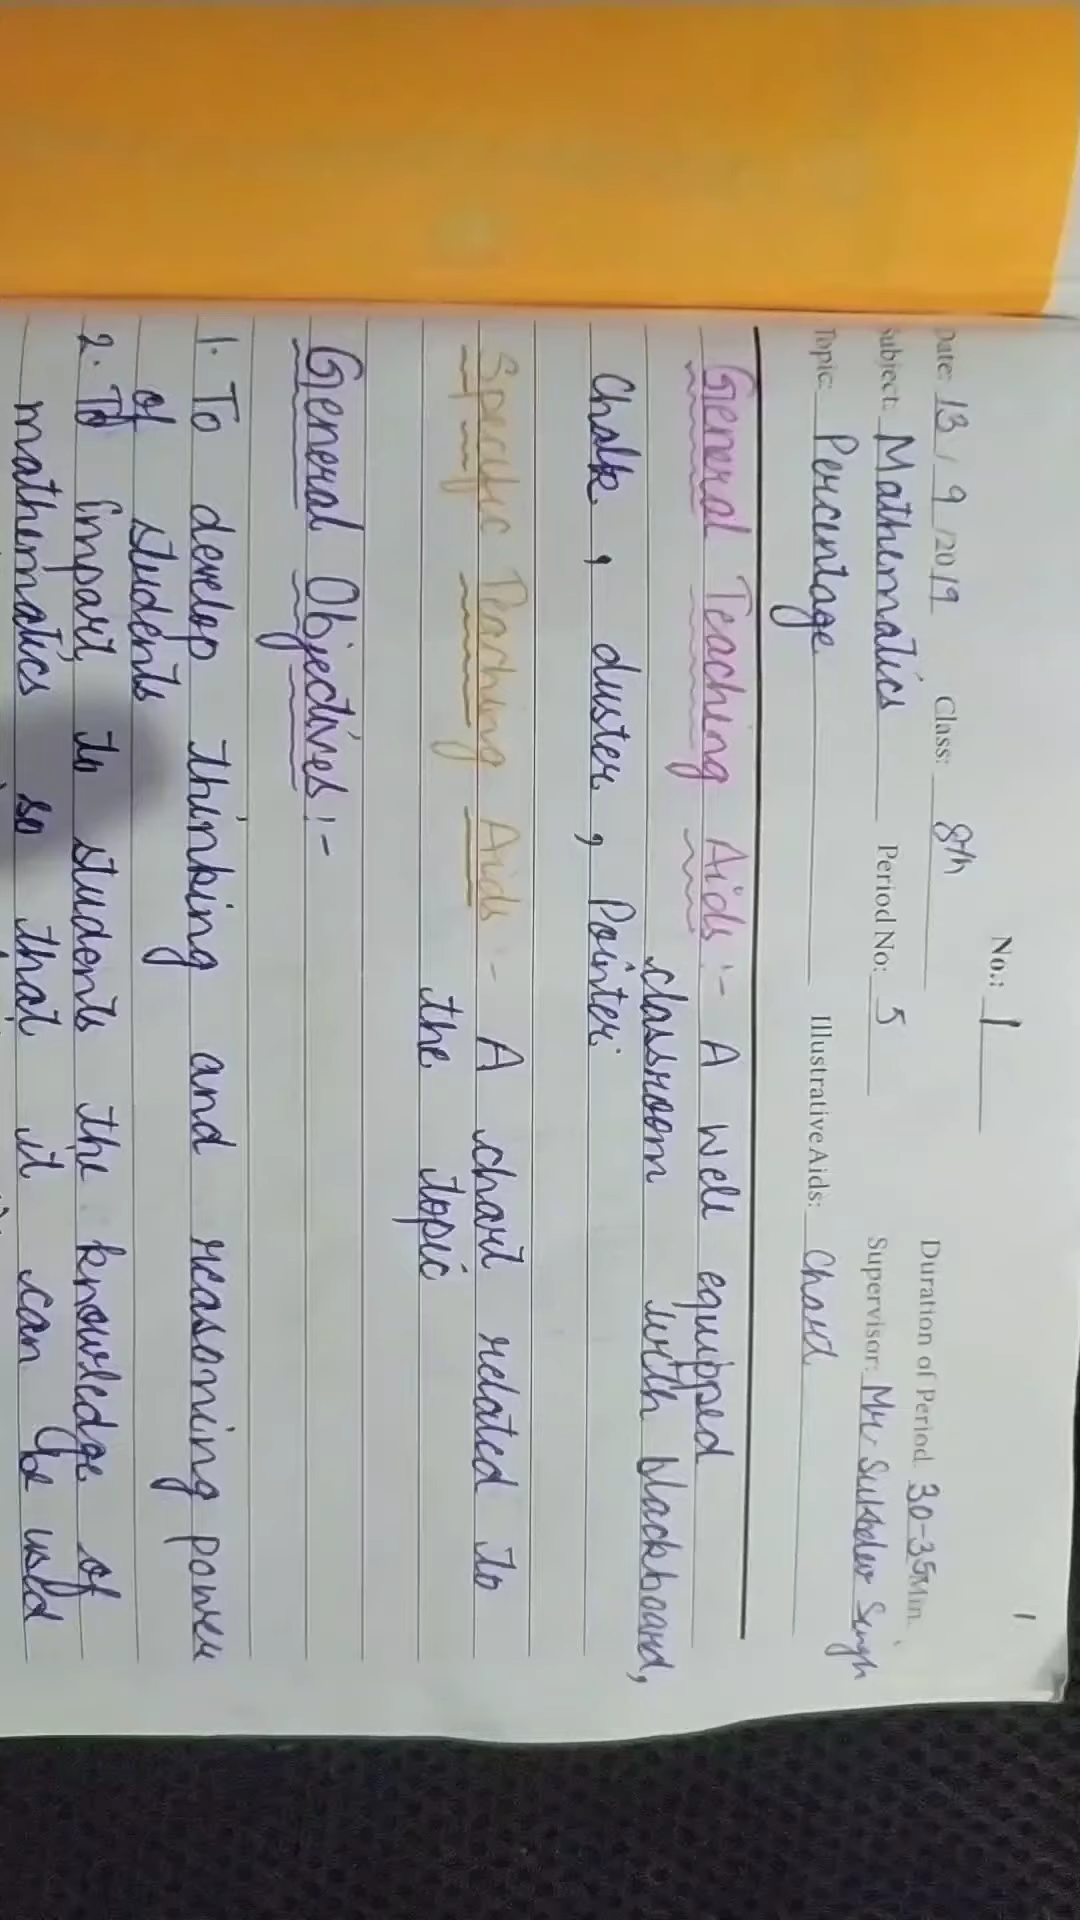 1
No.: 1
Date: 13 / 9 / 2019 Class: 8th Duration of Period 30-35 Min.
Subject: Mathematics Period No: 5 Supervisor: Mr. Sukhdev Singh
Topic: Percentage Illustrative Aids: Chart
General Teaching Aids :- A well equipped
classroom with blackboard,
Chalk , duster , Pointer.
Specific Teaching Aids :- A chart related to
the topic
General Objectives :-
1. To develop thinking and reasoning power
of students
2. To impart to students the knowledge of
mathematics so that it can be used